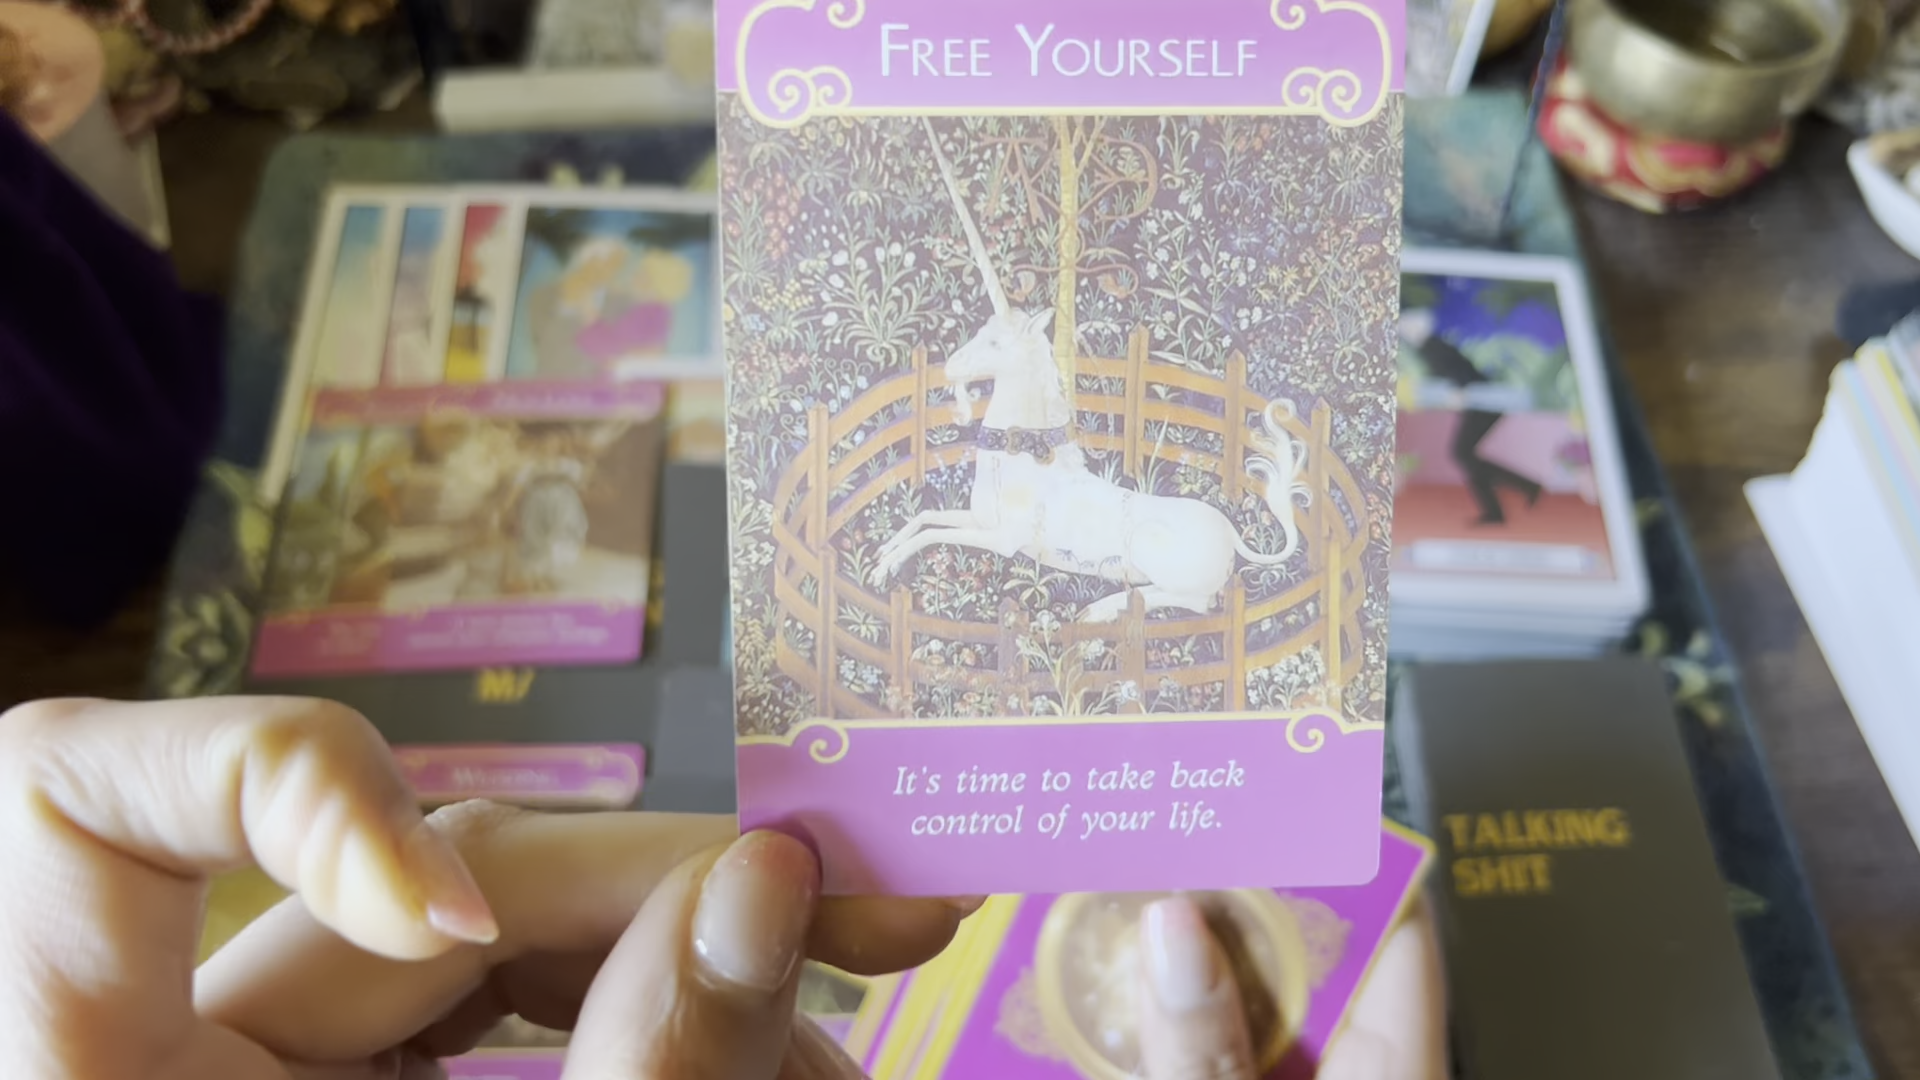 FREE YOURSELF
It's time to take back
control of your life.
TALKING
SHIT